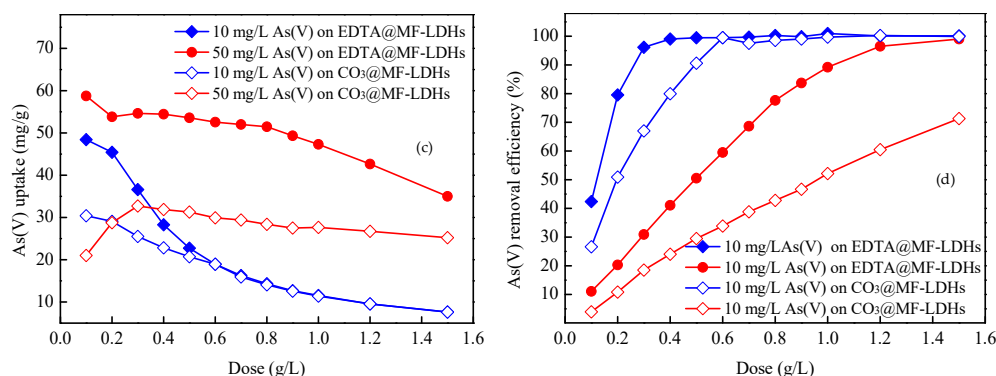 80
70
60
50
40
30
20
10
As(V) uptake (mg/g)
10 mg/L As(V) on EDTA@MF-LDHs
50 mg/L As(V) on EDTA@MF-LDHs
10 mg/L As(V) on CO3@MF-LDHs
50 mg/L As(V) on CO3@MF-LDHs
(c)
0.0 0.2 0.4 0.6 0.8 1.0 1.2 1.4 1.6
Dose (g/L)
100
90
80
70
60
50
40
30
20
10
As(V) removal efficiency (%)
(d)
10 mg/LAs(V) on EDTA@MF-LDHs
10 mg/L As(V) on EDTA@MF-LDHs
10 mg/L As(V) on CO3@MF-LDHs
10 mg/L As(V) on CO3@MF-LDHs
0.0 0.2 0.4 0.6 0.8 1.0 1.2 1.4 1.6
Dose (g/L)